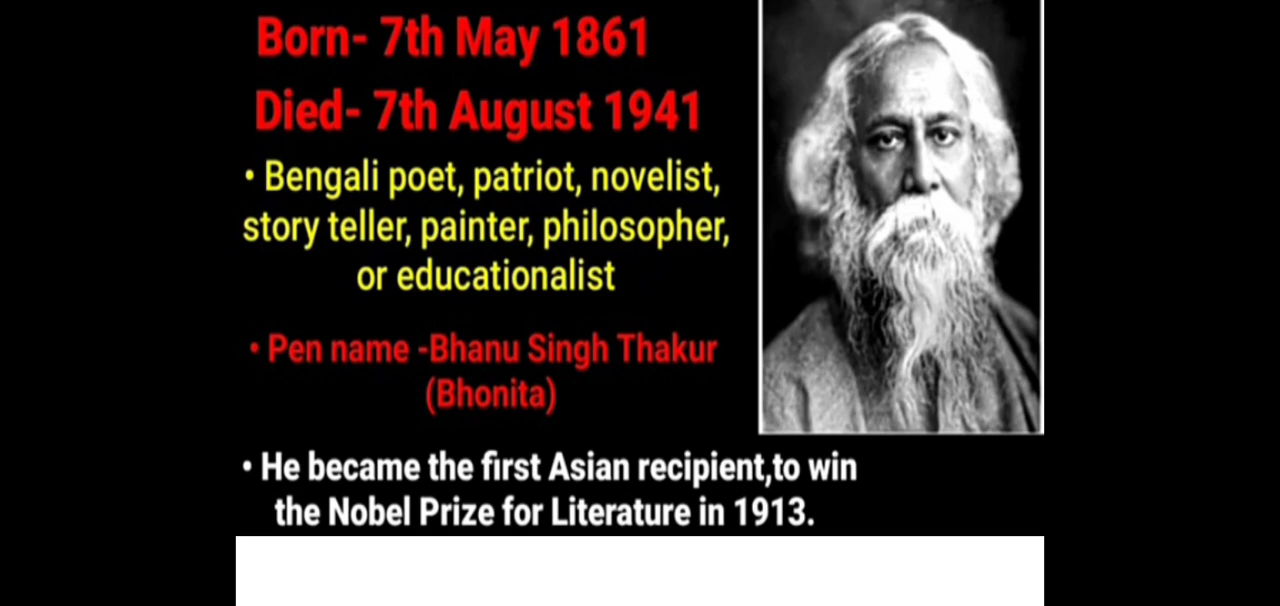 Born- 7th May 1861
Died- 7th August 1941
• Bengali poet, patriot, novelist,
story teller, painter, philosopher,
or educationalist
• Pen name -Bhanu Singh Thakur
(Bhonita)
• He became the first Asian recipient,to win
the Nobel Prize for Literature in 1913.